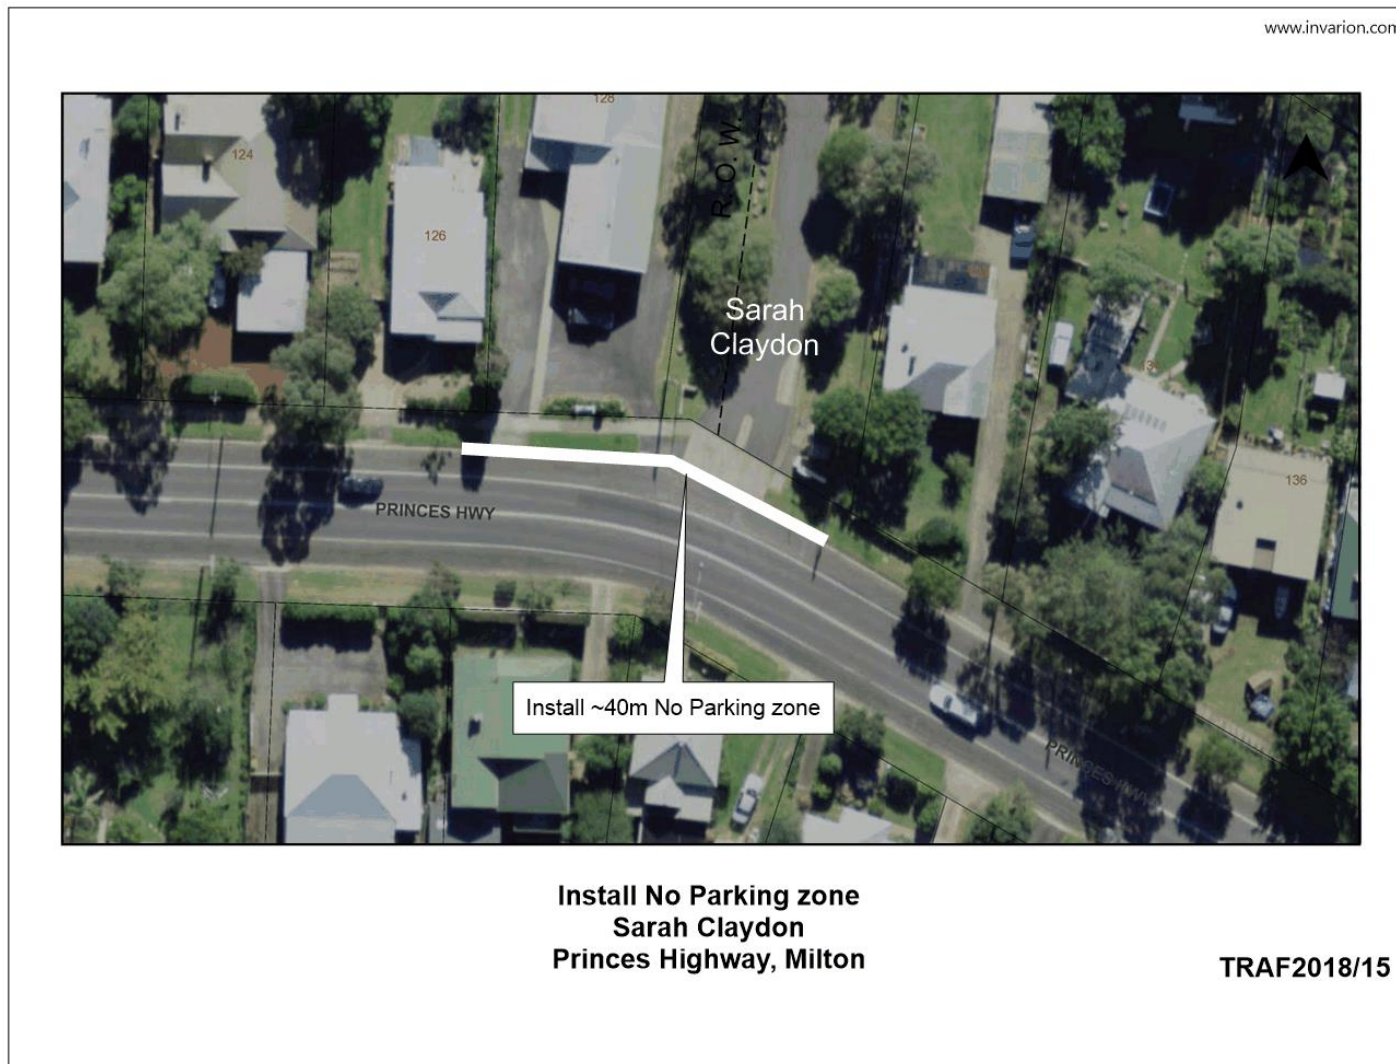 www.invarion.com
128
124
R.O.W.
126
Sarah
Claydon
136
PRINCES HWY
Install ~40m No Parking zone
PRINCES HWY
Install No Parking zone
Sarah Claydon
Princes Highway, Milton
TRAF2018/15